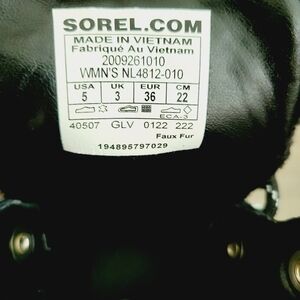 SOREL.COM
MADE IN VIETNAM
Fabriqué Au Vietnam
2009261010
WMN'S NL4812-010
USA UK EUR CM
5 3 36 22
ECA-3
40507 GLV 0122 222
Faux Fur
194895797029